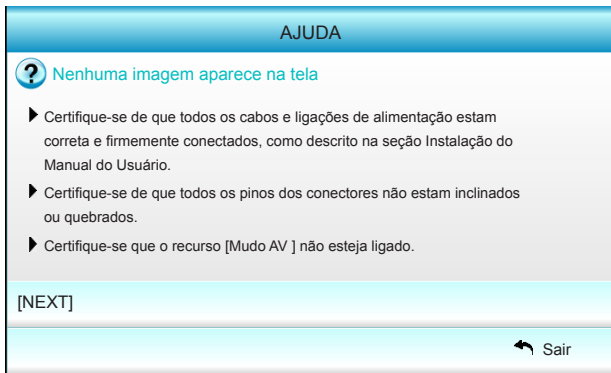 AJUDA
? Nenhuma imagem aparece na tela
Certifique-se de que todos os cabos e ligações de alimentação estam
correta e firmemente conectados, como descrito na seção Instalação do
Manual do Usuário.
Certifique-se de que todos os pinos dos conectores não estam inclinados
ou quebrados.
Certifique-se que o recurso [Mudo AV ] não esteja ligado.
[NEXT]
Sair